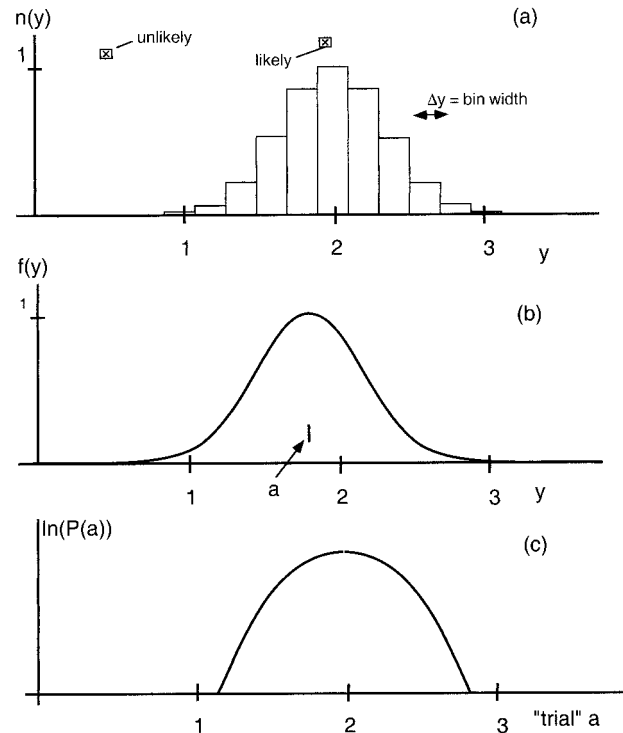 n(y)
(a)
unlikely
1
likely
Δy = bin width
1
2
3
y
f(y)
1
(b)
a
1
2
3
y
ln(P(a))
(c)
1
2
3
"trial" a